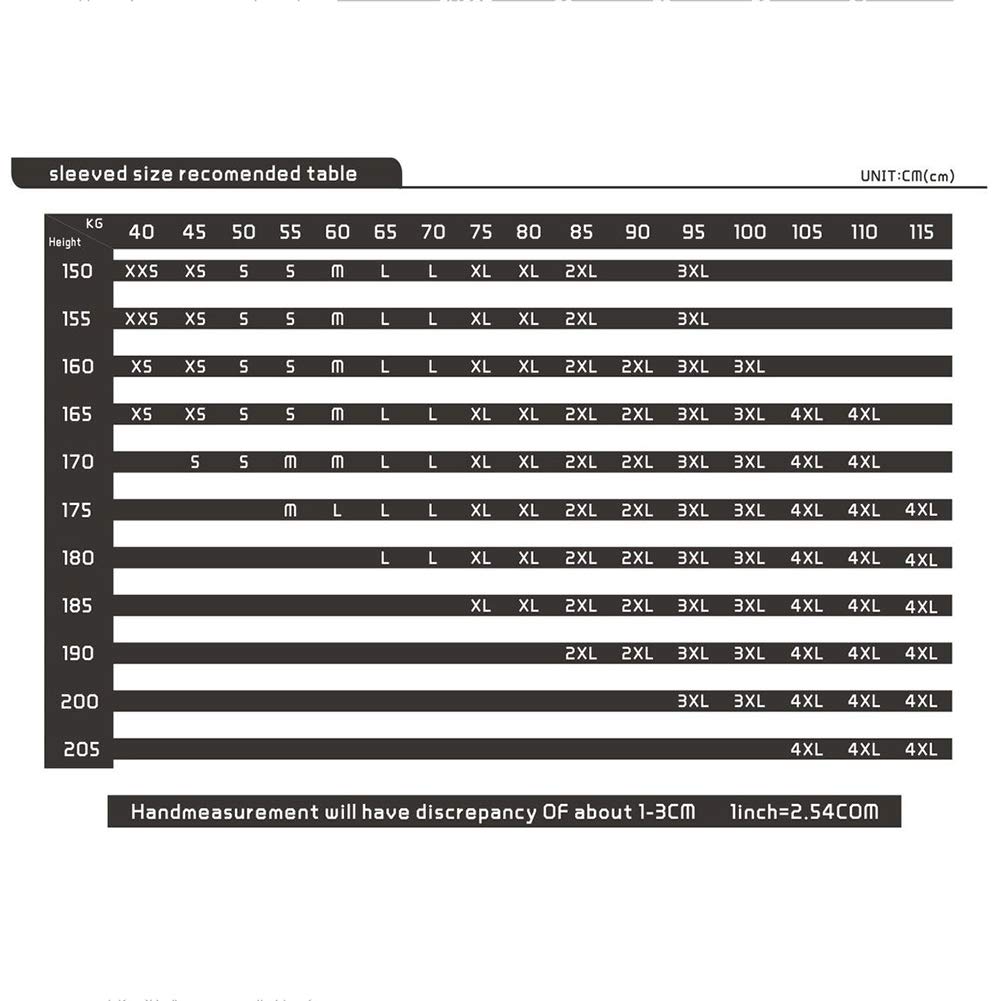 sleeved size recomended table
UNIT:CM(cm)
KG 40 45 50 55 60 65 70 75 80 85 90 95 100 105 110 115
Height
150 XXS XS S S M L L XL XL 2XL 3XL
155 XXS XS S S M L L XL XL 2XL 3XL
160 XS XS S S M L L XL XL 2XL 2XL 3XL 3XL
165 XS XS S S M L L XL XL 2XL 2XL 3XL 3XL 4XL 4XL
170 S S M M L L XL XL 2XL 2XL 3XL 3XL 4XL 4XL
175 M L L L XL XL 2XL 2XL 3XL 3XL 4XL 4XL 4XL
180 L L XL XL 2XL 2XL 3XL 3XL 4XL 4XL 4XL
185 XL XL 2XL 2XL 3XL 3XL 4XL 4XL 4XL
190 2XL 2XL 3XL 3XL 4XL 4XL 4XL
200 3XL 3XL 4XL 4XL 4XL
205 4XL 4XL 4XL
Handmeasurement will have discrepancy OF about 1-3CM 1inch=2.54COM